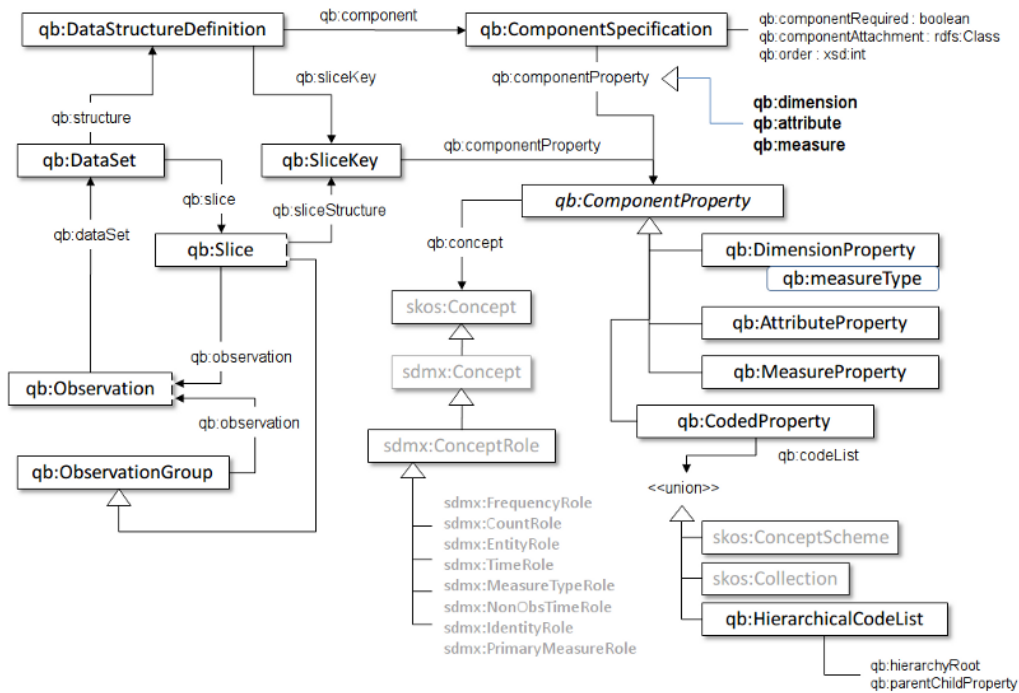 qb:component
qb:DataStructureDefinition
qb:ComponentSpecification
qb:componentRequired : boolean
qb:componentAttachment : rdfs:Class
qb:order : xsd:int
qb:sliceKey
qb:componentProperty
qb:dimension
qb:attribute
qb:measure
qb:structure
qb:DataSet
qb:SliceKey
qb:componentProperty
qb:slice
qb:sliceStructure
qb:ComponentProperty
qb:dataSet
qb:Slice
qb:concept
qb:DimensionProperty
qb:measureType
skos:Concept
qb:AttributeProperty
qb:observation
sdmx:Concept
qb:MeasureProperty
qb:Observation
qb:observation
qb:CodedProperty
sdmx:ConceptRole
qb:codeList
qb:ObservationGroup
<<union>>
sdmx:FrequencyRole
sdmx:CountRole
sdmx:EntityRole
sdmx:TimeRole
sdmx:MeasureTypeRole
sdmx:NonObsTimeRole
sdmx:IdentityRole
sdmx:PrimaryMeasureRole
skos:ConceptScheme
skos:Collection
qb:HierarchicalCodeList
qb:hierarchyRoot
qb:parentChildProperty